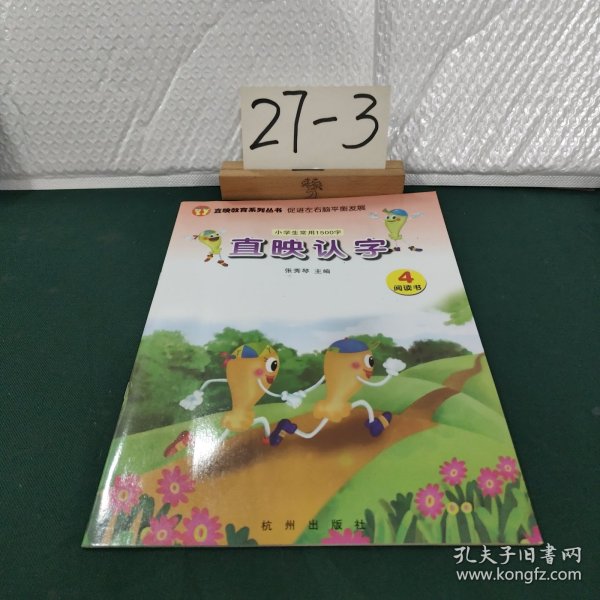 27-3
直映教育系列丛书 促进左右脑平衡发展
小学生常用1500字
直映认字
张秀琴 主编
4
阅读书
杭州出版社
孔夫子旧书网
www.kongfz.com